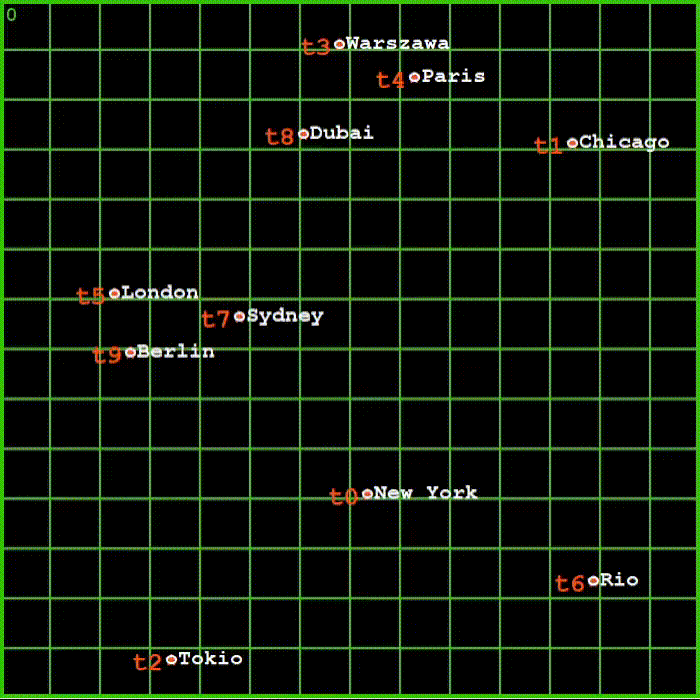 0
t3 Warszawa
t4 Paris
t8 Dubai
t1 Chicago
t5 London
t7 Sydney
t9 Berlin
t0 New York
t6 Rio
t2 Tokio